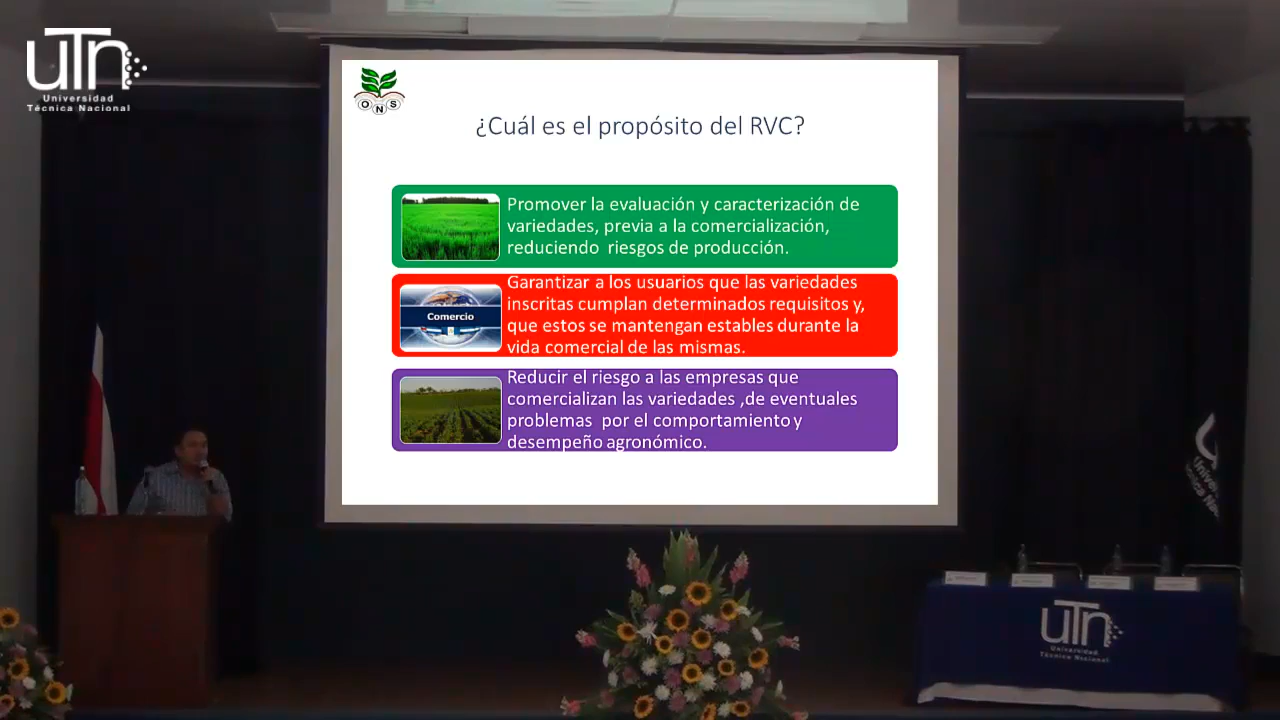 uTn
Universidad
Técnica Nacional
ONS
¿Cuál es el propósito del RVC?
Promover la evaluación y caracterización de
variedades, previa a la comercialización,
reduciendo riesgos de producción.
Comercio
Garantizar a los usuarios que las variedades
inscritas cumplan determinados requisitos y,
que estos se mantengan estables durante la
vida comercial de las mismas.
Reducir el riesgo a las empresas que
comercializan las variedades ,de eventuales
problemas por el comportamiento y
desempeño agronómico.
uTn
Universidad
Técnica Nacional